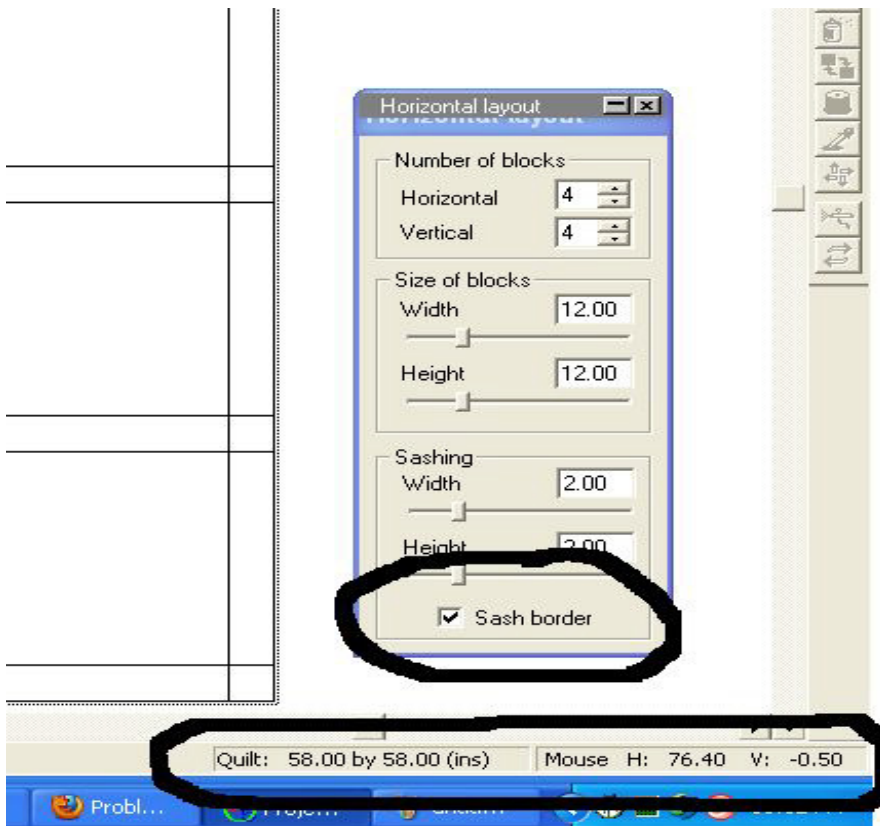 Horizontal layout
Number of blocks
Horizontal 4
Vertical 4
Size of blocks
Width 12.00
Height 12.00
Sashing
Width 2.00
Height 2.00
Sash border
Quilt: 58.00 by 58.00 (ins) Mouse H: 76.40 V: -0.50
Probl...